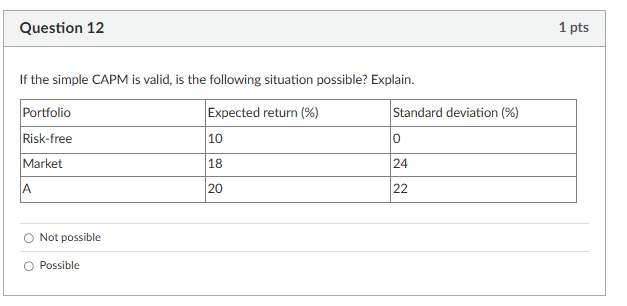 Question 12 1 pts
If the simple CAPM is valid, is the following situation possible? Explain.
Portfolio Expected return (%) Standard deviation (%)
Risk-free 10 0
Market 18 24
A 20 22
Not possible
Possible